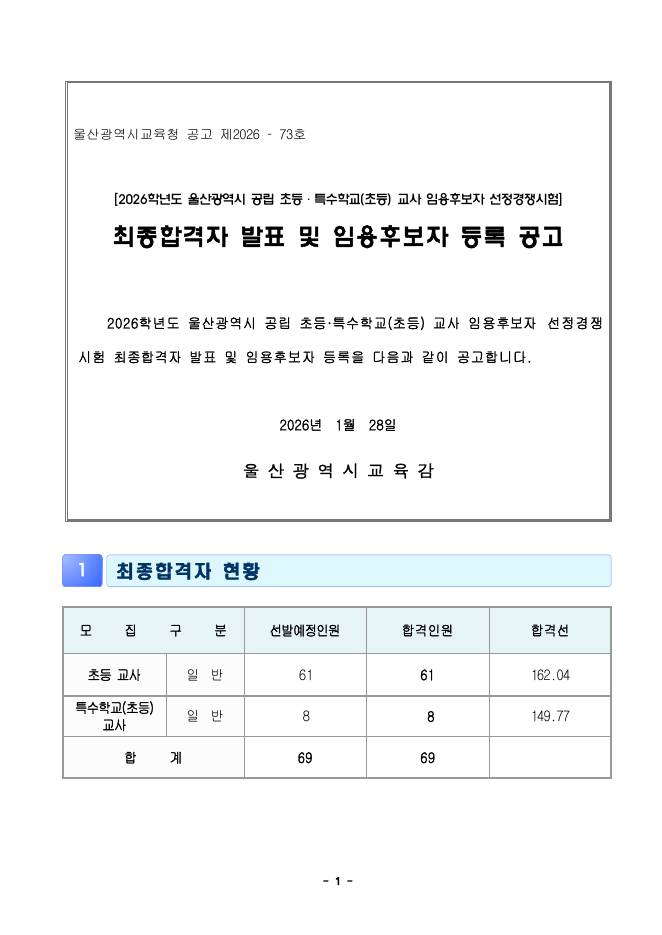 울산광역시교육청 공고 제2026 - 73호
[2026학년도 울산광역시 공립 초등 · 특수학교(초등) 교사 임용후보자 선정경쟁시험]
최종합격자 발표 및 임용후보자 등록 공고
2026학년도 울산광역시 공립 초등·특수학교(초등) 교사 임용후보자 선정경쟁
시험 최종합격자 발표 및 임용후보자 등록을 다음과 같이 공고합니다.
2026년 1월 28일
울 산 광 역 시 교 육 감
1 최종합격자 현황
모 집 구 분 선발예정인원 합격인원 합격선
초등 교사 일 반 61 61 162.04
특수학교(초등)
교사 일 반 8 8 149.77
합 계 69 69
- 1 -